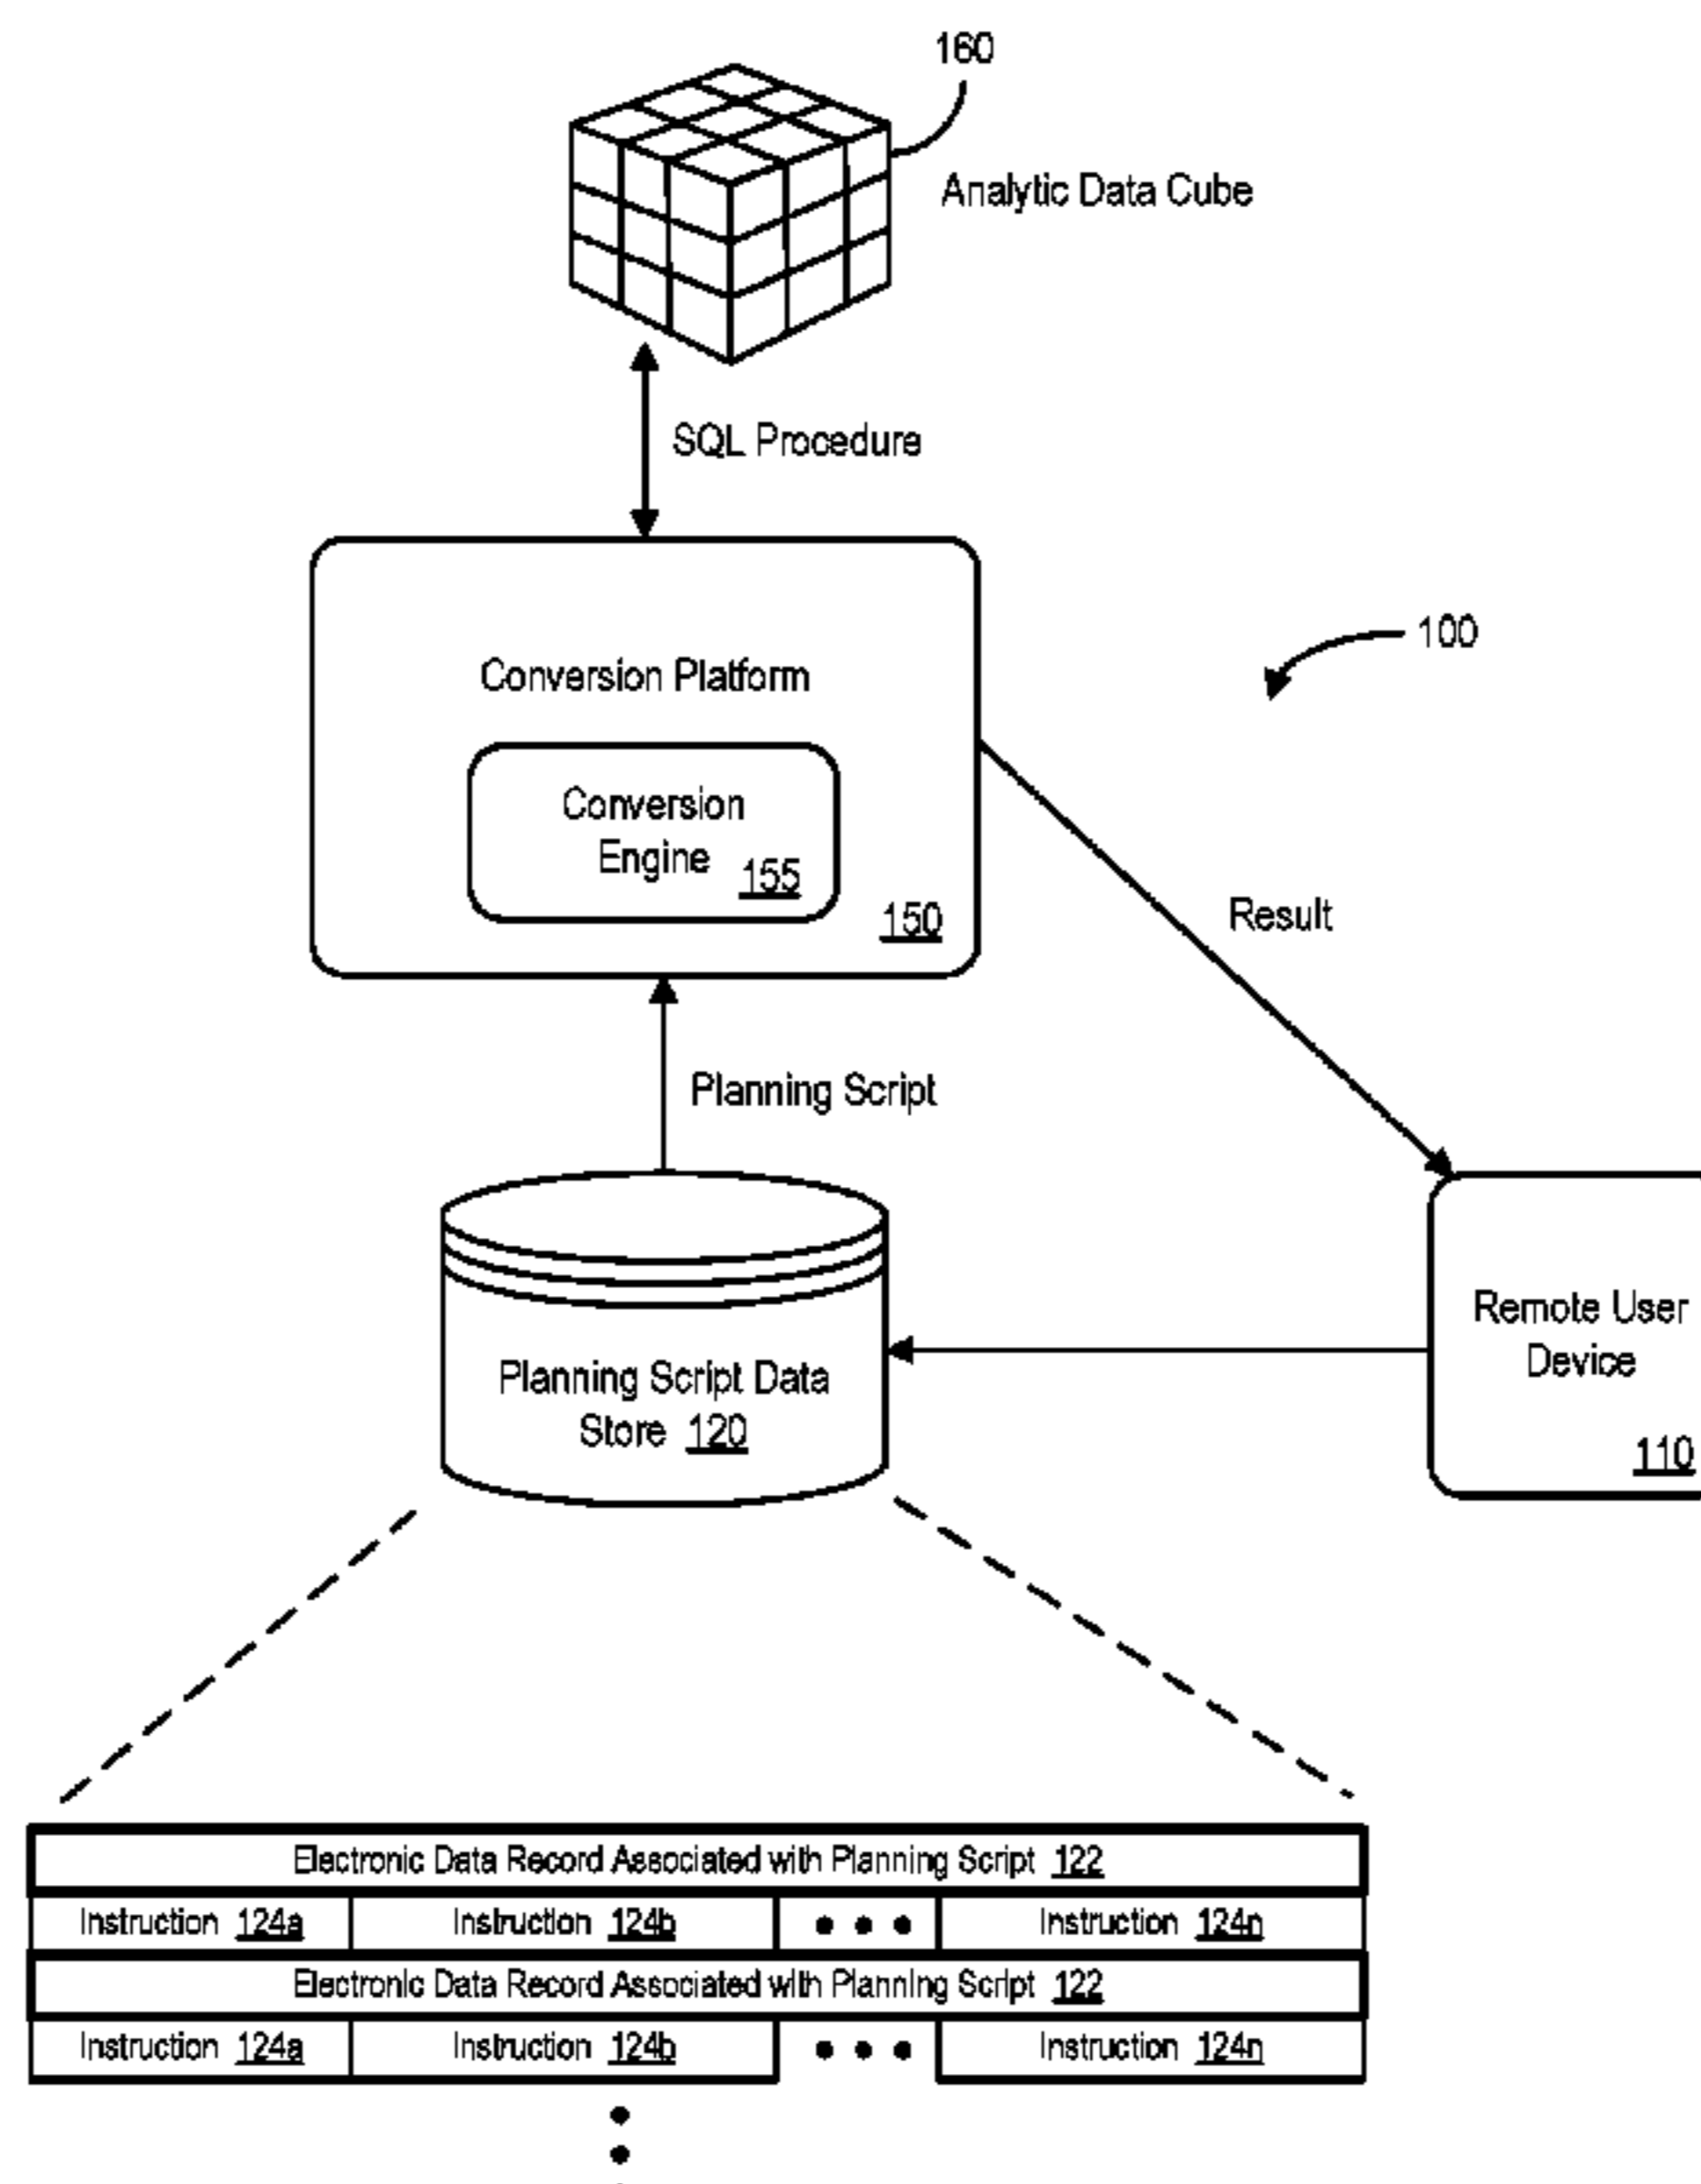 160
Analytic Data Cube
SQL Procedure
100
Conversion Platform
Conversion
Engine 155
150
Result
Planning Script
Planning Script Data
Store 120
Remote User
Device
110
Electronic Data Record Associated with Planning Script 122
Instruction 124a Instruction 124b • • • Instruction 124n
Electronic Data Record Associated with Planning Script 122
Instruction 124a Instruction 124b • • • Instruction 124n